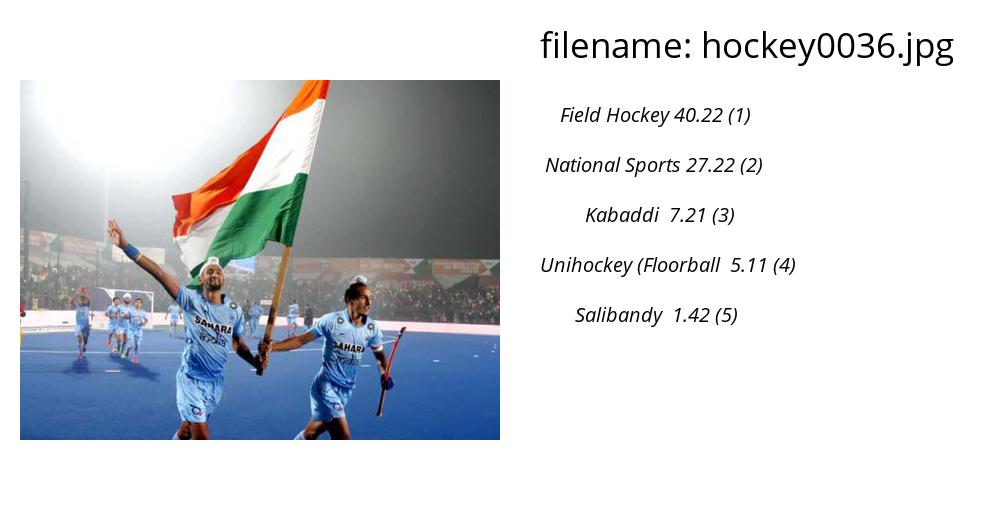 filename: hockey0036.jpg
Field Hockey 40.22 (1)
National Sports 27.22 (2)
Kabaddi 7.21 (3)
Unihockey (Floorball 5.11 (4)
Salibandy 1.42 (5)
SAHARA
SAHARA